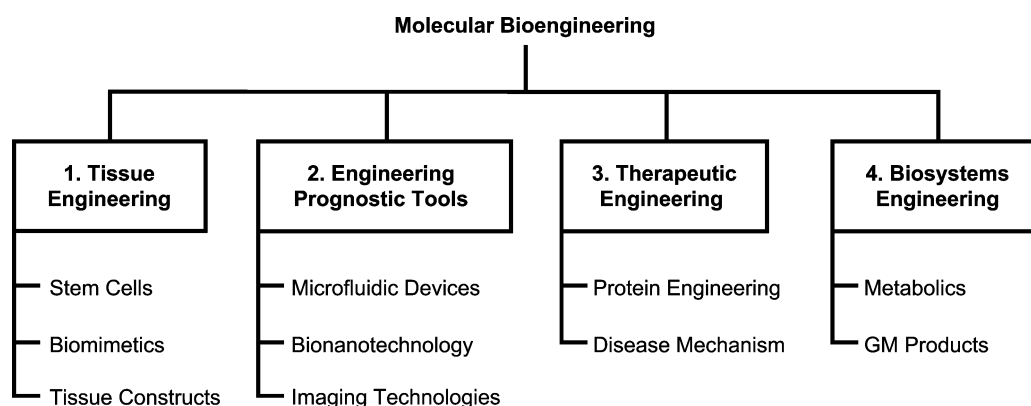 Molecular Bioengineering
1. Tissue
Engineering
Stem Cells
Biomimetics
Tissue Constructs
2. Engineering
Prognostic Tools
Microfluidic Devices
Bionanotechnology
Imaging Technologies
3. Therapeutic
Engineering
Protein Engineering
Disease Mechanism
4. Biosystems
Engineering
Metabolics
GM Products